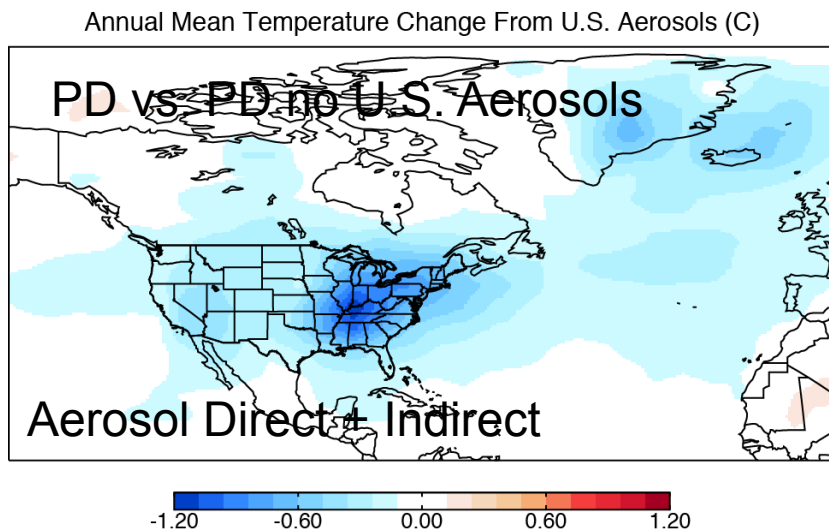 Annual Mean Temperature Change From U.S. Aerosols (C)
PD vs. PD no U.S. Aerosols
Aerosol Direct + Indirect
-1.20 -0.60 0.00 0.60 1.20